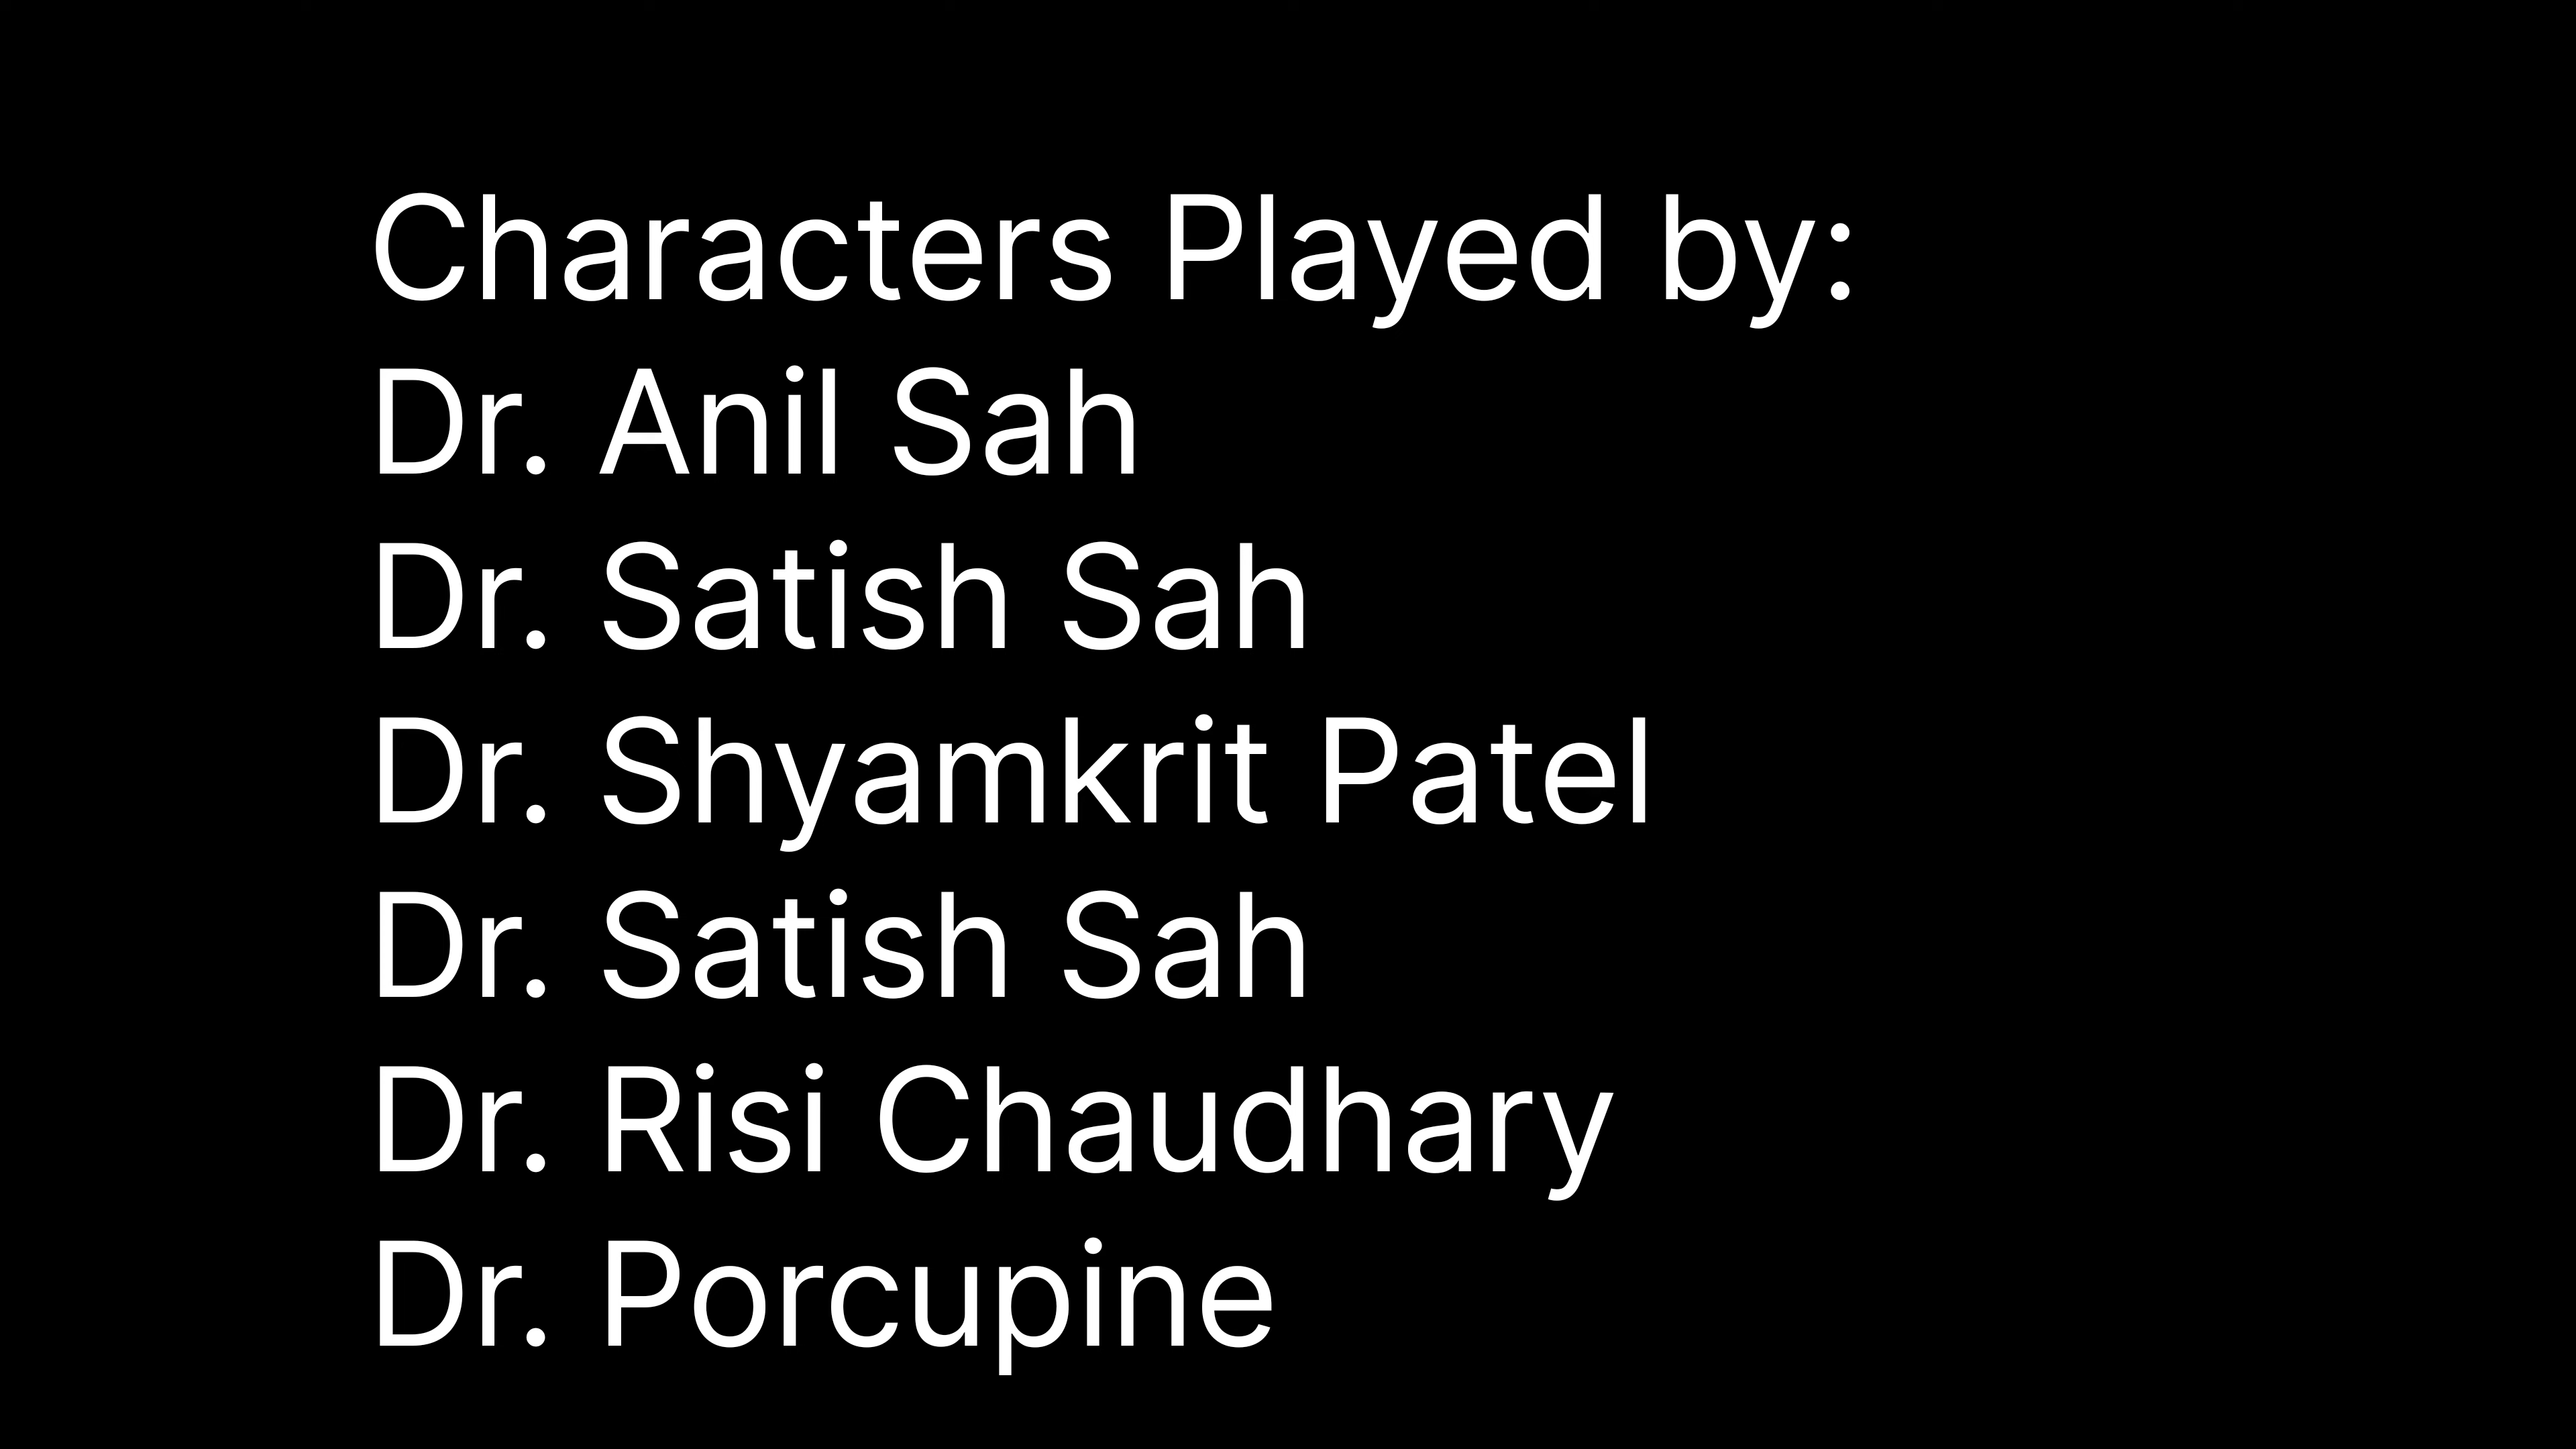 Characters Played by:
Dr. Anil Sah
Dr. Satish Sah
Dr. Shyamkrit Patel
Dr. Satish Sah
Dr. Risi Chaudhary
Dr. Porcupine